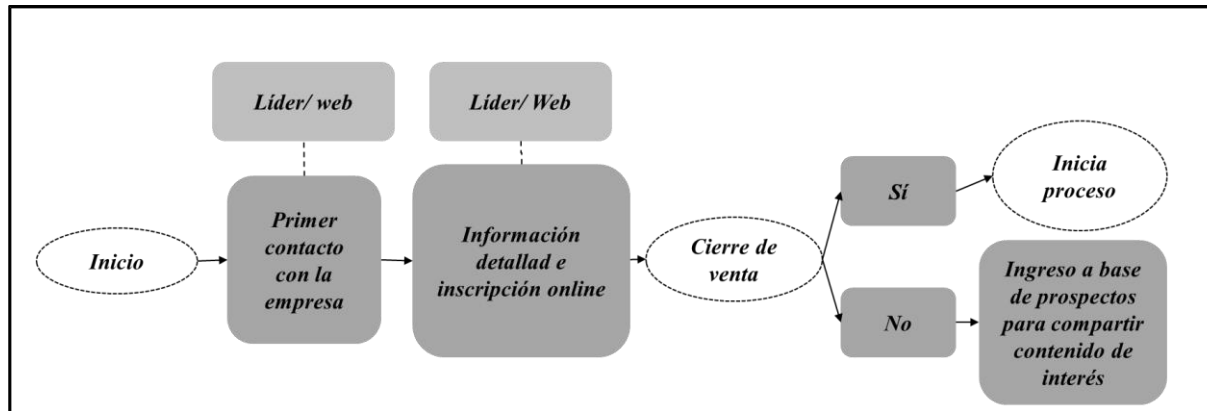 Líder/ web
Líder/ Web
Inicio
Primer
contacto
con la
empresa
Información
detallad e
inscripción online
Cierre de
venta
Sí
Inicia
proceso
No
Ingreso a base
de prospectos
para compartir
contenido de
interés